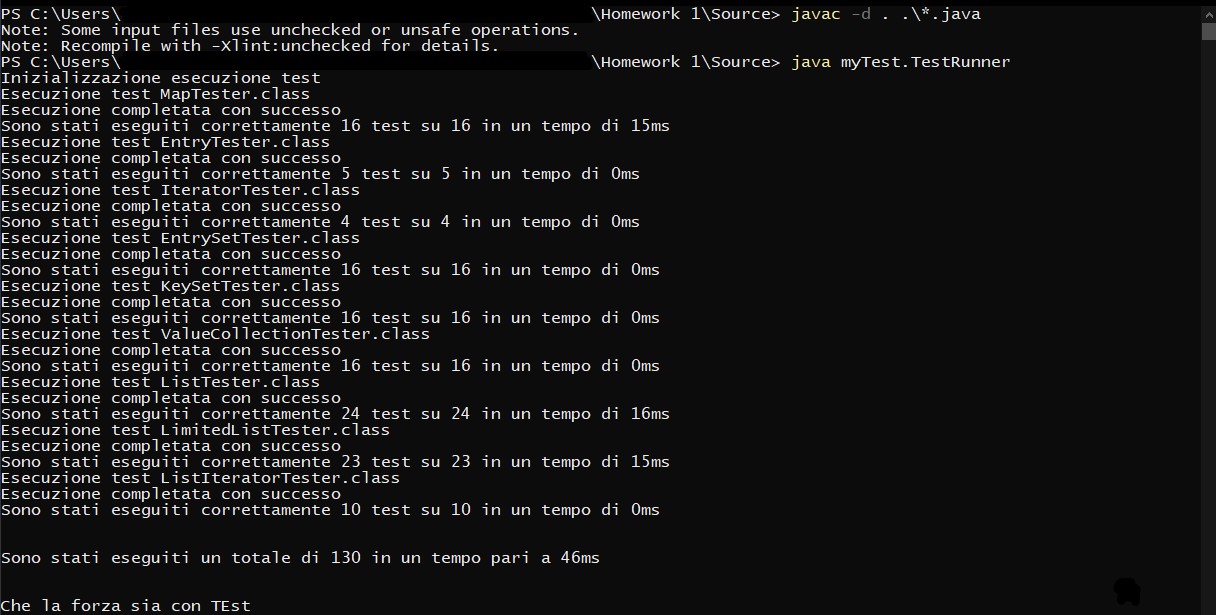 PS C:\Users\ \Homework 1\Source> javac -d . .\*.java
Note: Some input files use unchecked or unsafe operations.
Note: Recompile with -Xlint:unchecked for details.
PS C:\Users\ \Homework 1\Source> java myTest.TestRunner
Inizializzazione esecuzione test
Esecuzione test MapTester.class
Esecuzione completata con successo
Sono stati eseguiti correttamente 16 test su 16 in un tempo di 15ms
Esecuzione test EntryTester.class
Esecuzione completata con successo
Sono stati eseguiti correttamente 5 test su 5 in un tempo di 0ms
Esecuzione test IteratorTester.class
Esecuzione completata con successo
Sono stati eseguiti correttamente 4 test su 4 in un tempo di 0ms
Esecuzione test EntrySetTester.class
Esecuzione completata con successo
Sono stati eseguiti correttamente 16 test su 16 in un tempo di 0ms
Esecuzione test KeySetTester.class
Esecuzione completata con successo
Sono stati eseguiti correttamente 16 test su 16 in un tempo di 0ms
Esecuzione test ValueCollectionTester.class
Esecuzione completata con successo
Sono stati eseguiti correttamente 16 test su 16 in un tempo di 0ms
Esecuzione test ListTester.class
Esecuzione completata con successo
Sono stati eseguiti correttamente 24 test su 24 in un tempo di 16ms
Esecuzione test LimitedListTester.class
Esecuzione completata con successo
Sono stati eseguiti correttamente 23 test su 23 in un tempo di 15ms
Esecuzione test ListIteratorTester.class
Esecuzione completata con successo
Sono stati eseguiti correttamente 10 test su 10 in un tempo di 0ms
Sono stati eseguiti un totale di 130 in un tempo pari a 46ms
Che la forza sia con TEst